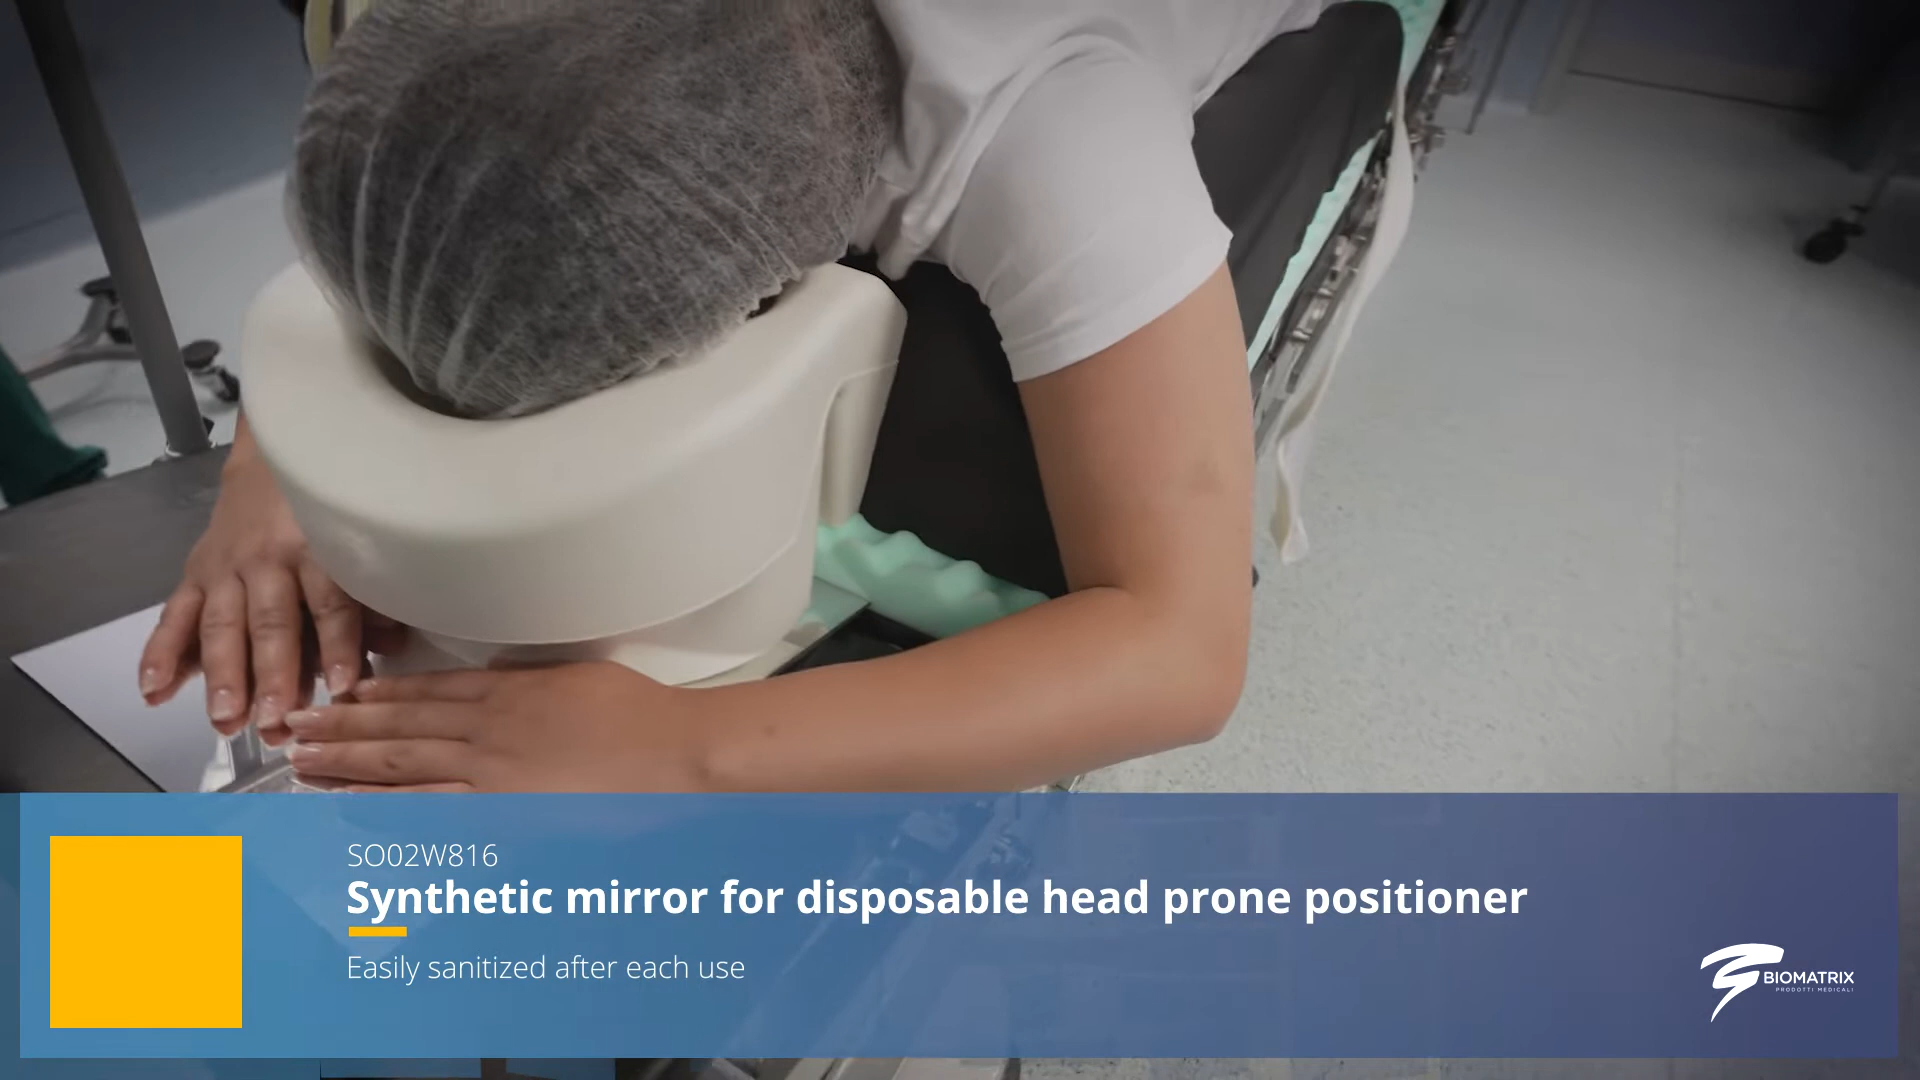 SO02W816
Synthetic mirror for disposable head prone positioner
Easily sanitized after each use
BIOMATRIX
PRODOTTI MEDICALI